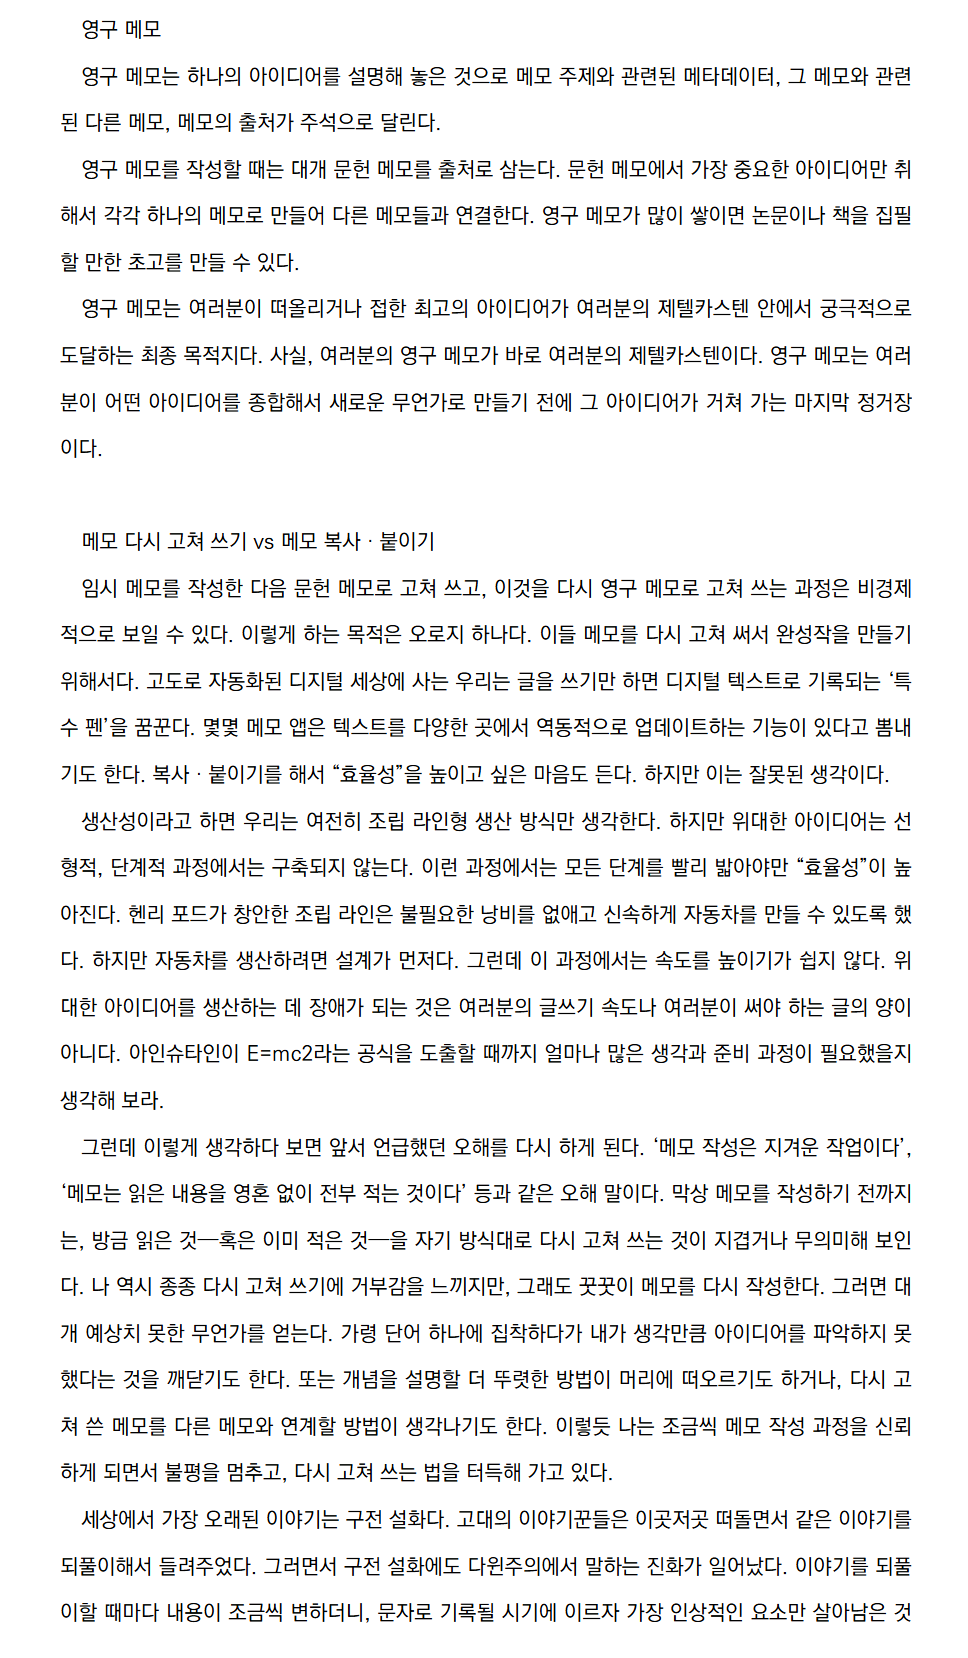 영구 메모
영구 메모는 하나의 아이디어를 설명해 놓은 것으로 메모 주제와 관련된 메타데이터, 그 메모와 관련
된 다른 메모, 메모의 출처가 주석으로 달린다.
영구 메모를 작성할 때는 대개 문헌 메모를 출처로 삼는다. 문헌 메모에서 가장 중요한 아이디어만 취
해서 각각 하나의 메모로 만들어 다른 메모들과 연결한다. 영구 메모가 많이 쌓이면 논문이나 책을 집필
할 만한 초고를 만들 수 있다.
영구 메모는 여러분이 떠올리거나 접한 최고의 아이디어가 여러분의 제텔카스텐 안에서 궁극적으로
도달하는 최종 목적지다. 사실, 여러분의 영구 메모가 바로 여러분의 제텔카스텐이다. 영구 메모는 여러
분이 어떤 아이디어를 종합해서 새로운 무언가로 만들기 전에 그 아이디어가 거쳐 가는 마지막 정거장
이다.
메모 다시 고쳐 쓰기 vs 메모 복사 · 붙이기
임시 메모를 작성한 다음 문헌 메모로 고쳐 쓰고, 이것을 다시 영구 메모로 고쳐 쓰는 과정은 비경제
적으로 보일 수 있다. 이렇게 하는 목적은 오로지 하나다. 이들 메모를 다시 고쳐 써서 완성작을 만들기
위해서다. 고도로 자동화된 디지털 세상에 사는 우리는 글을 쓰기만 하면 디지털 텍스트로 기록되는 ‘특
수 펜’을 꿈꾼다. 몇몇 메모 앱은 텍스트를 다양한 곳에서 역동적으로 업데이트하는 기능이 있다고 뽐내
기도 한다. 복사 · 붙이기를 해서 “효율성”을 높이고 싶은 마음도 든다. 하지만 이는 잘못된 생각이다.
생산성이라고 하면 우리는 여전히 조립 라인형 생산 방식만 생각한다. 하지만 위대한 아이디어는 선
형적, 단계적 과정에서는 구축되지 않는다. 이런 과정에서는 모든 단계를 빨리 밟아야만 “효율성”이 높
아진다. 헨리 포드가 창안한 조립 라인은 불필요한 낭비를 없애고 신속하게 자동차를 만들 수 있도록 했
다. 하지만 자동차를 생산하려면 설계가 먼저다. 그런데 이 과정에서는 속도를 높이기가 쉽지 않다. 위
대한 아이디어를 생산하는 데 장애가 되는 것은 여러분의 글쓰기 속도나 여러분이 써야 하는 글의 양이
아니다. 아인슈타인이 E=mc2라는 공식을 도출할 때까지 얼마나 많은 생각과 준비 과정이 필요했을지
생각해 보라.
그런데 이렇게 생각하다 보면 앞서 언급했던 오해를 다시 하게 된다. ‘메모 작성은 지겨운 작업이다’,
‘메모는 읽은 내용을 영혼 없이 전부 적는 것이다’ 등과 같은 오해 말이다. 막상 메모를 작성하기 전까지
는, 방금 읽은 것—혹은 이미 적은 것—을 자기 방식대로 다시 고쳐 쓰는 것이 지겹거나 무의미해 보인
다. 나 역시 종종 다시 고쳐 쓰기에 거부감을 느끼지만, 그래도 꿋꿋이 메모를 다시 작성한다. 그러면 대
개 예상치 못한 무언가를 얻는다. 가령 단어 하나에 집착하다가 내가 생각만큼 아이디어를 파악하지 못
했다는 것을 깨닫기도 한다. 또는 개념을 설명할 더 뚜렷한 방법이 머리에 떠오르기도 하거나, 다시 고
쳐 쓴 메모를 다른 메모와 연계할 방법이 생각나기도 한다. 이렇듯 나는 조금씩 메모 작성 과정을 신뢰
하게 되면서 불평을 멈추고, 다시 고쳐 쓰는 법을 터득해 가고 있다.
세상에서 가장 오래된 이야기는 구전 설화다. 고대의 이야기꾼들은 이곳저곳 떠돌면서 같은 이야기를
되풀이해서 들려주었다. 그러면서 구전 설화에도 다윈주의에서 말하는 진화가 일어났다. 이야기를 되풀
이할 때마다 내용이 조금씩 변하더니, 문자로 기록될 시기에 이르자 가장 인상적인 요소만 살아남은 것